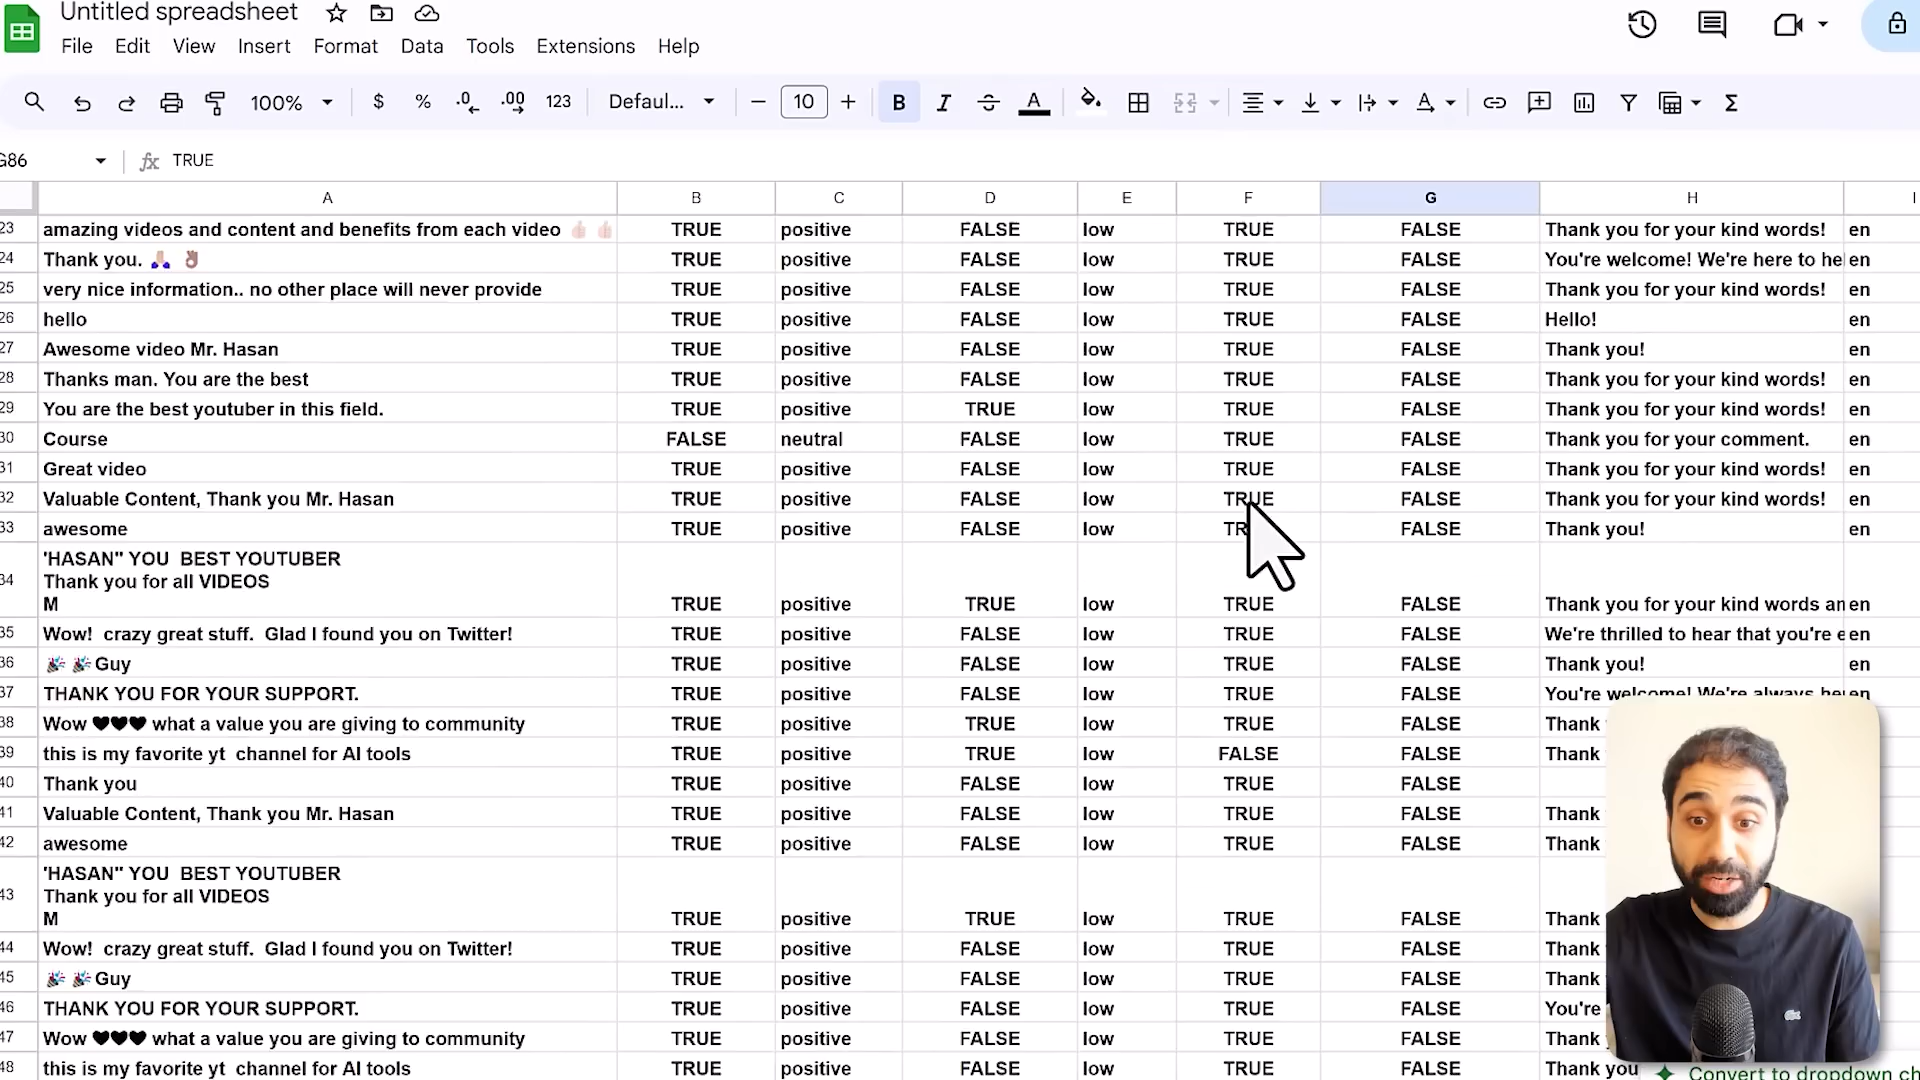 Untitled spreadsheet
File Edit View Insert Format Data Tools Extensions Help
100% $ % .0 .00 123 Defaul... 10 B I S A A Σ
G86 fx TRUE
A B C D E F G H I
23 amazing videos and content and benefits from each video 👍🏻 👍🏻 TRUE positive FALSE low TRUE FALSE Thank you for your kind words! en
24 Thank you. 🙏🏻 👌🏽 TRUE positive FALSE low TRUE FALSE You're welcome! We're here to he en
25 very nice information.. no other place will never provide TRUE positive FALSE low TRUE FALSE Thank you for your kind words! en
26 hello TRUE positive FALSE low TRUE FALSE Hello! en
27 Awesome video Mr. Hasan TRUE positive FALSE low TRUE FALSE Thank you! en
28 Thanks man. You are the best TRUE positive FALSE low TRUE FALSE Thank you for your kind words! en
29 You are the best youtuber in this field. TRUE positive TRUE low TRUE FALSE Thank you for your kind words! en
30 Course FALSE neutral FALSE low TRUE FALSE Thank you for your comment. en
31 Great video TRUE positive FALSE low TRUE FALSE Thank you for your kind words! en
32 Valuable Content, Thank you Mr. Hasan TRUE positive FALSE low TRUE FALSE Thank you for your kind words! en
33 awesome TRUE positive FALSE low TRUE FALSE Thank you! en
'HASAN" YOU BEST YOUTUBER
34 Thank you for all VIDEOS
M TRUE positive TRUE low TRUE FALSE Thank you for your kind words an en
35 Wow! crazy great stuff. Glad I found you on Twitter! TRUE positive FALSE low TRUE FALSE We're thrilled to hear that you're e en
36 🎉 🎉 Guy TRUE positive FALSE low TRUE FALSE Thank you! en
37 THANK YOU FOR YOUR SUPPORT. TRUE positive FALSE low TRUE FALSE You're welcome! We're always he en
38 Wow ♥♥♥ what a value you are giving to community TRUE positive TRUE low TRUE FALSE Thank
39 this is my favorite yt channel for AI tools TRUE positive TRUE low FALSE FALSE Thank
40 Thank you TRUE positive FALSE low TRUE FALSE
41 Valuable Content, Thank you Mr. Hasan TRUE positive FALSE low TRUE FALSE Thank
42 awesome TRUE positive FALSE low TRUE FALSE Thank
'HASAN" YOU BEST YOUTUBER
43 Thank you for all VIDEOS
M TRUE positive TRUE low TRUE FALSE Thank
44 Wow! crazy great stuff. Glad I found you on Twitter! TRUE positive FALSE low TRUE FALSE Thank
45 🎉 🎉 Guy TRUE positive FALSE low TRUE FALSE Thank
46 THANK YOU FOR YOUR SUPPORT. TRUE positive FALSE low TRUE FALSE You're
47 Wow ♥♥♥ what a value you are giving to community TRUE positive FALSE low TRUE FALSE Thank y
48 this is my favorite yt channel for AI tools TRUE positive FALSE low TRUE FALSE Thank you
Convert to dropdown ch